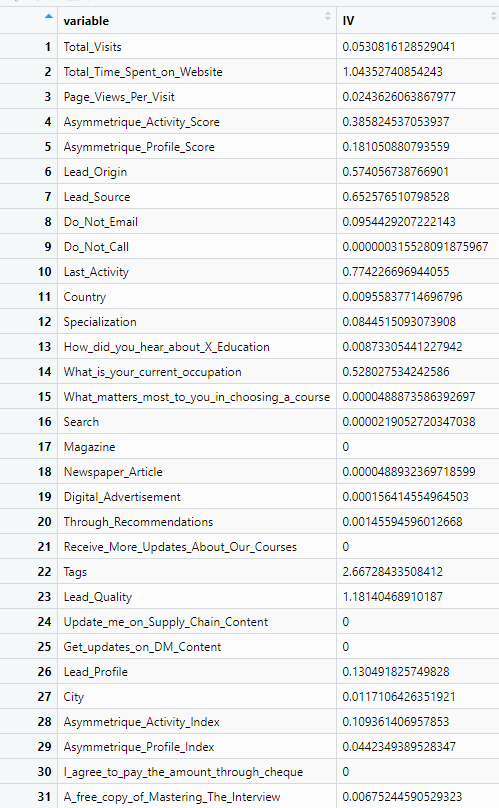 variable IV
1 Total_Visits 0.0530816128529041
2 Total_Time_Spent_on_Website 1.04352740854243
3 Page_Views_Per_Visit 0.0243626063867977
4 Asymmetrique_Activity_Score 0.385824537053937
5 Asymmetrique_Profile_Score 0.181050880793559
6 Lead_Origin 0.574056738766901
7 Lead_Source 0.652576510798528
8 Do_Not_Email 0.0954429207222143
9 Do_Not_Call 0.000000315528091875967
10 Last_Activity 0.774226696944055
11 Country 0.00955837714696796
12 Specialization 0.0844515093073908
13 How_did_you_hear_about_X_Education 0.00873305441227942
14 What_is_your_current_occupation 0.528027534242586
15 What_matters_most_to_you_in_choosing_a_course 0.0000488873586392697
16 Search 0.0000219052720347038
17 Magazine 0
18 Newspaper_Article 0.0000488932369718599
19 Digital_Advertisement 0.000156414554964503
20 Through_Recommendations 0.00145594596012668
21 Receive_More_Updates_About_Our_Courses 0
22 Tags 2.66728433508412
23 Lead_Quality 1.18140468910187
24 Update_me_on_Supply_Chain_Content 0
25 Get_updates_on_DM_Content 0
26 Lead_Profile 0.130491825749828
27 City 0.0117106426351921
28 Asymmetrique_Activity_Index 0.109361406957853
29 Asymmetrique_Profile_Index 0.0442349389528347
30 I_agree_to_pay_the_amount_through_cheque 0
31 A_free_copy_of_Mastering_The_Interview 0.00675244590529323